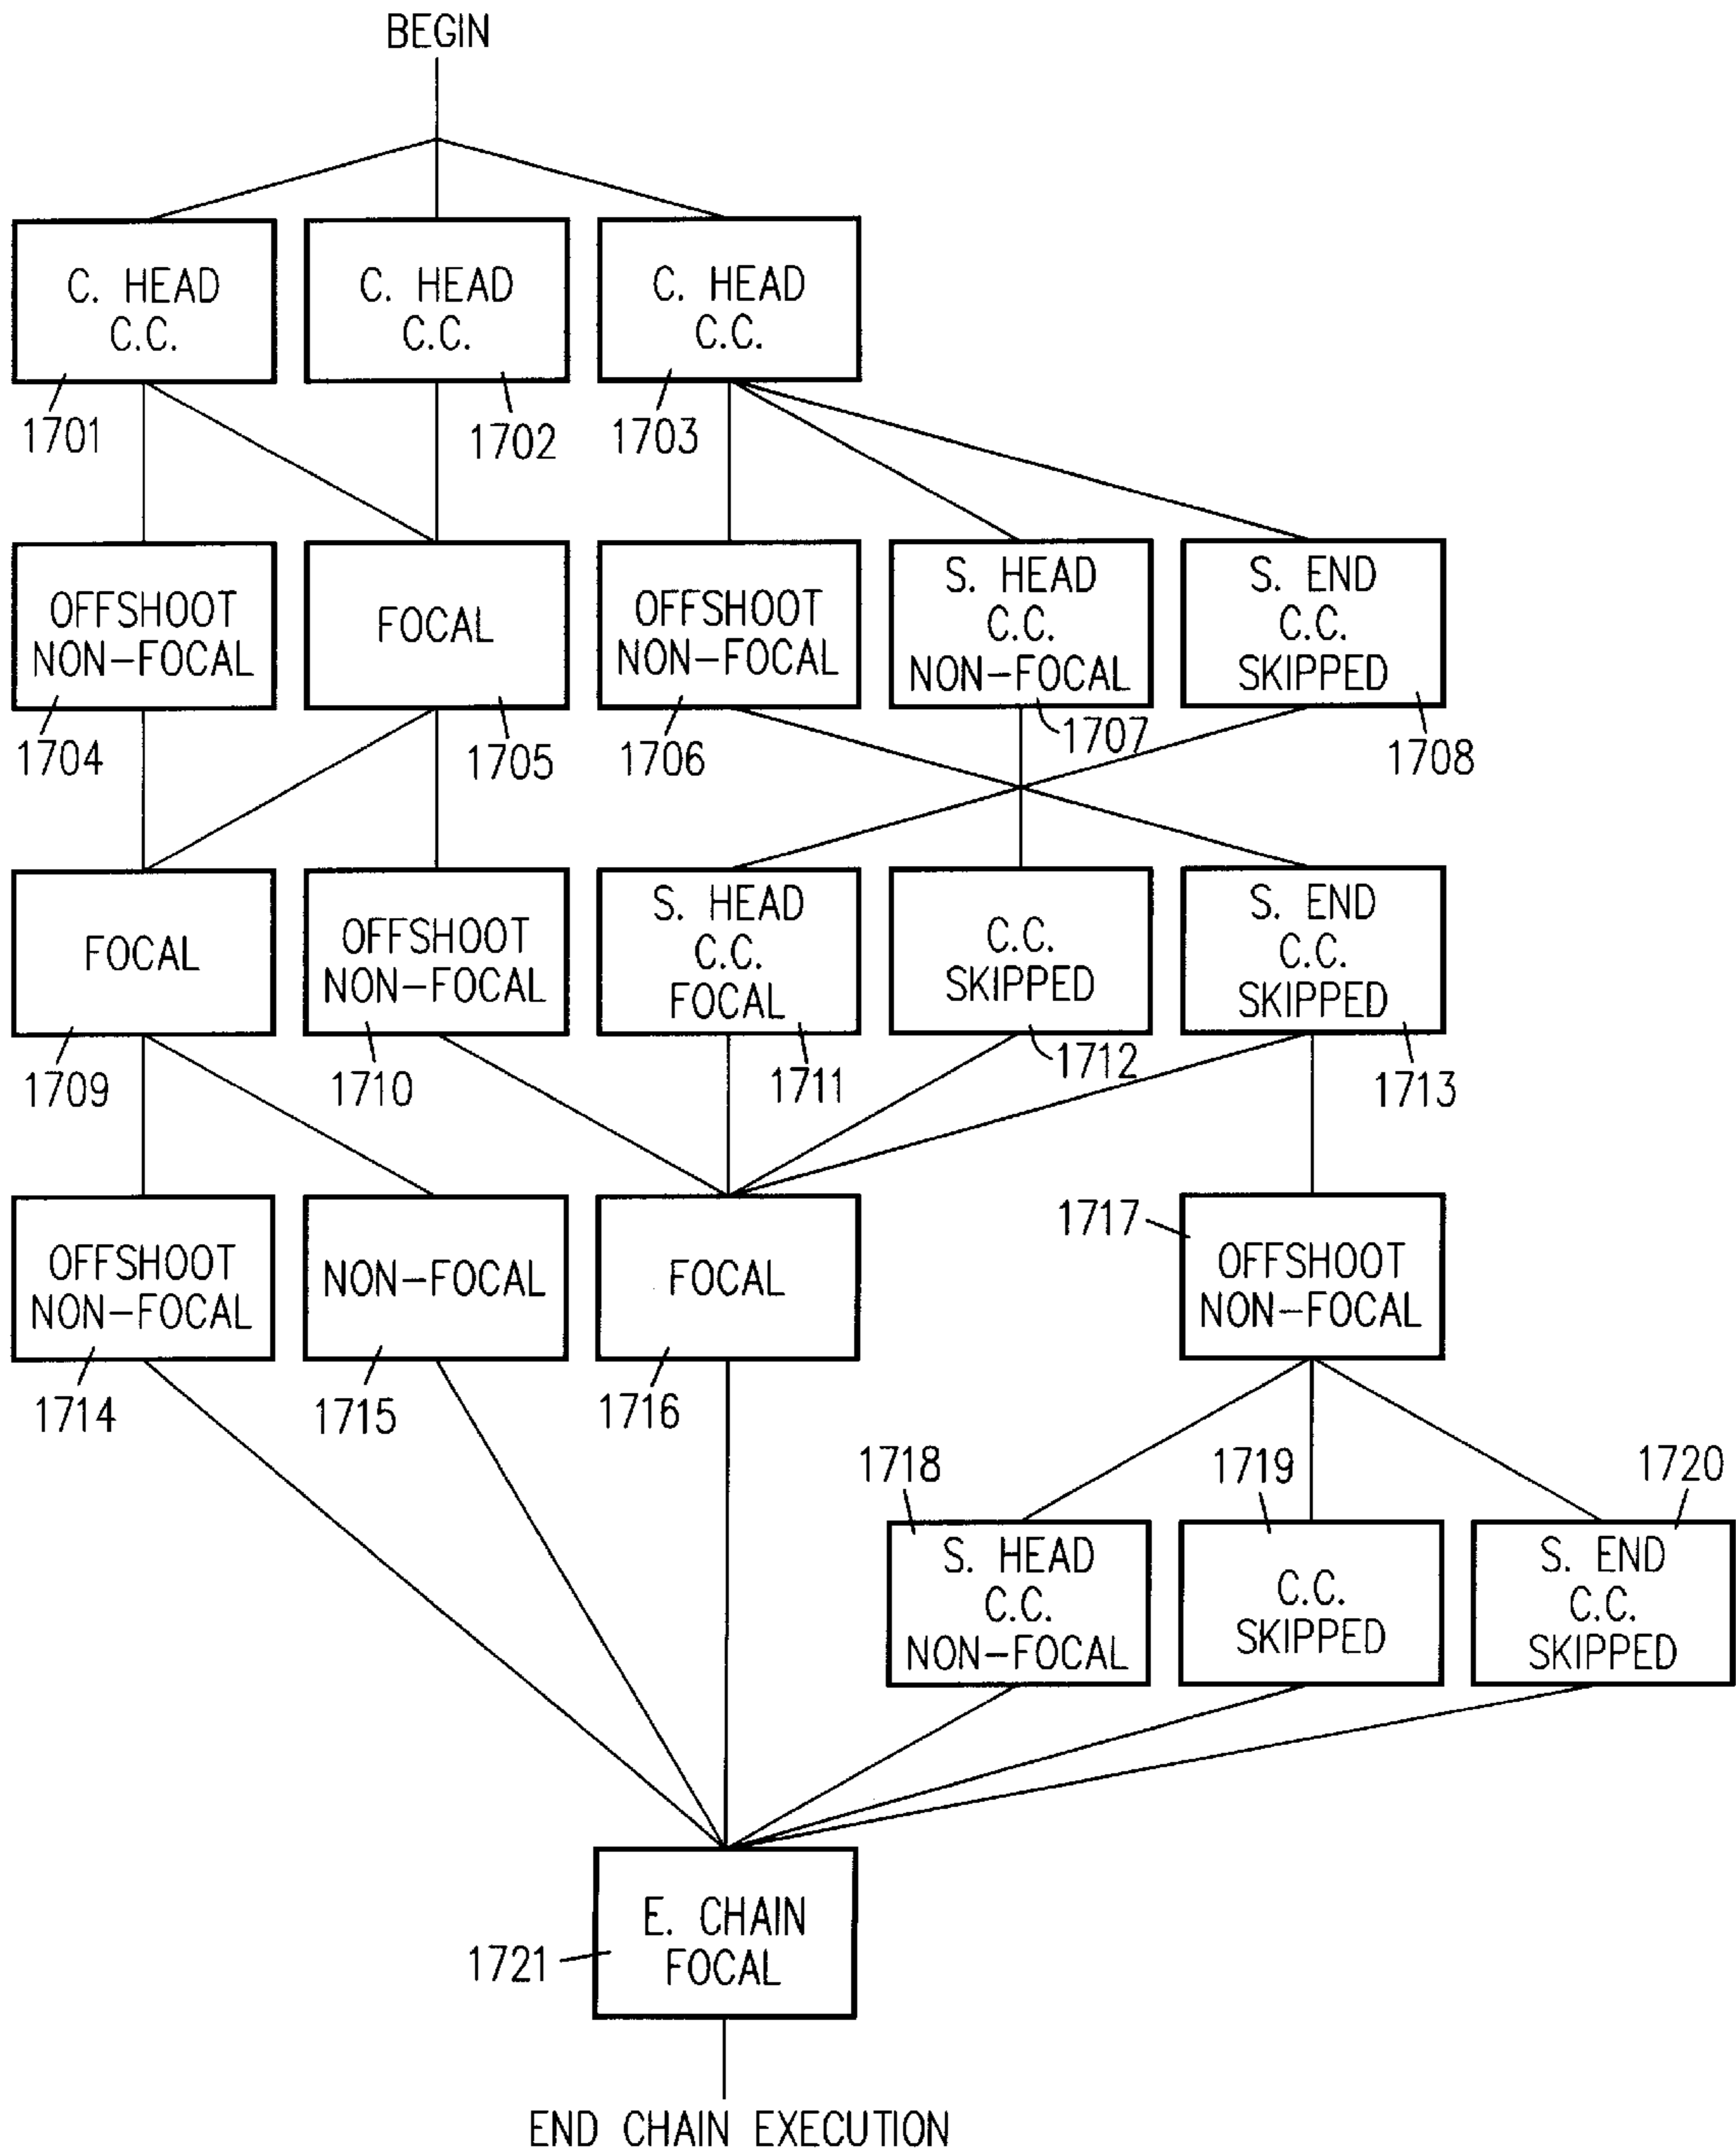 BEGIN
C. HEAD
C.C.
1701
C. HEAD
C.C.
1702
C. HEAD
C.C.
1703
OFFSHOOT
NON-FOCAL
1704
FOCAL
1705
OFFSHOOT
NON-FOCAL
1706
S. HEAD
C.C.
NON-FOCAL
1707
S. END
C.C.
SKIPPED
1708
FOCAL
1709
OFFSHOOT
NON-FOCAL
1710
S. HEAD
C.C.
FOCAL
1711
C.C.
SKIPPED
1712
S. END
C.C.
SKIPPED
1713
OFFSHOOT
NON-FOCAL
1714
NON-FOCAL
1715
FOCAL
1716
1717
OFFSHOOT
NON-FOCAL
1718
S. HEAD
C.C.
NON-FOCAL
1719
C.C.
SKIPPED
1720
S. END
C.C.
SKIPPED
E. CHAIN
FOCAL
1721
END CHAIN EXECUTION